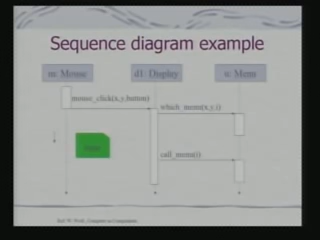 Sequence diagram example
m: Mouse
d1: Display
u: Menu
mouse_click(x,y,button)
which_menu(x,y,i)
call_menu(i)